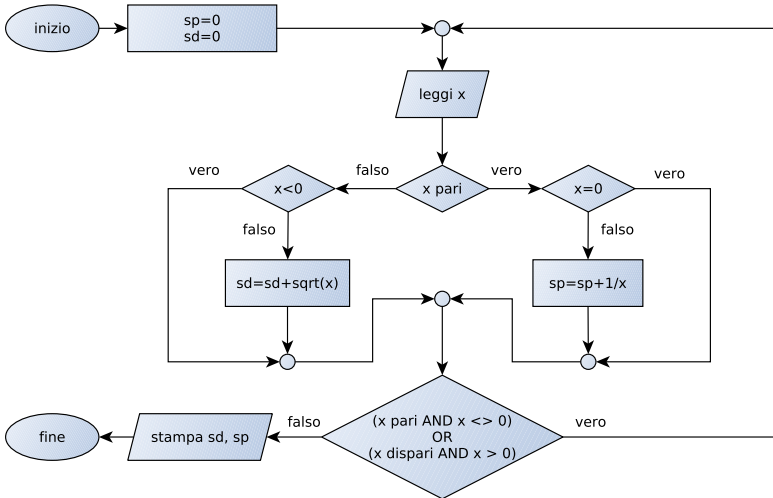 inizio
sp=0
sd=0
leggi x
vero
x<0
falso
x pari
vero
x=0
vero
falso
falso
sd=sd+sqrt(x)
sp=sp+1/x
(x pari AND x <> 0)
OR
(x dispari AND x > 0)
fine
stampa sd, sp
falso
vero